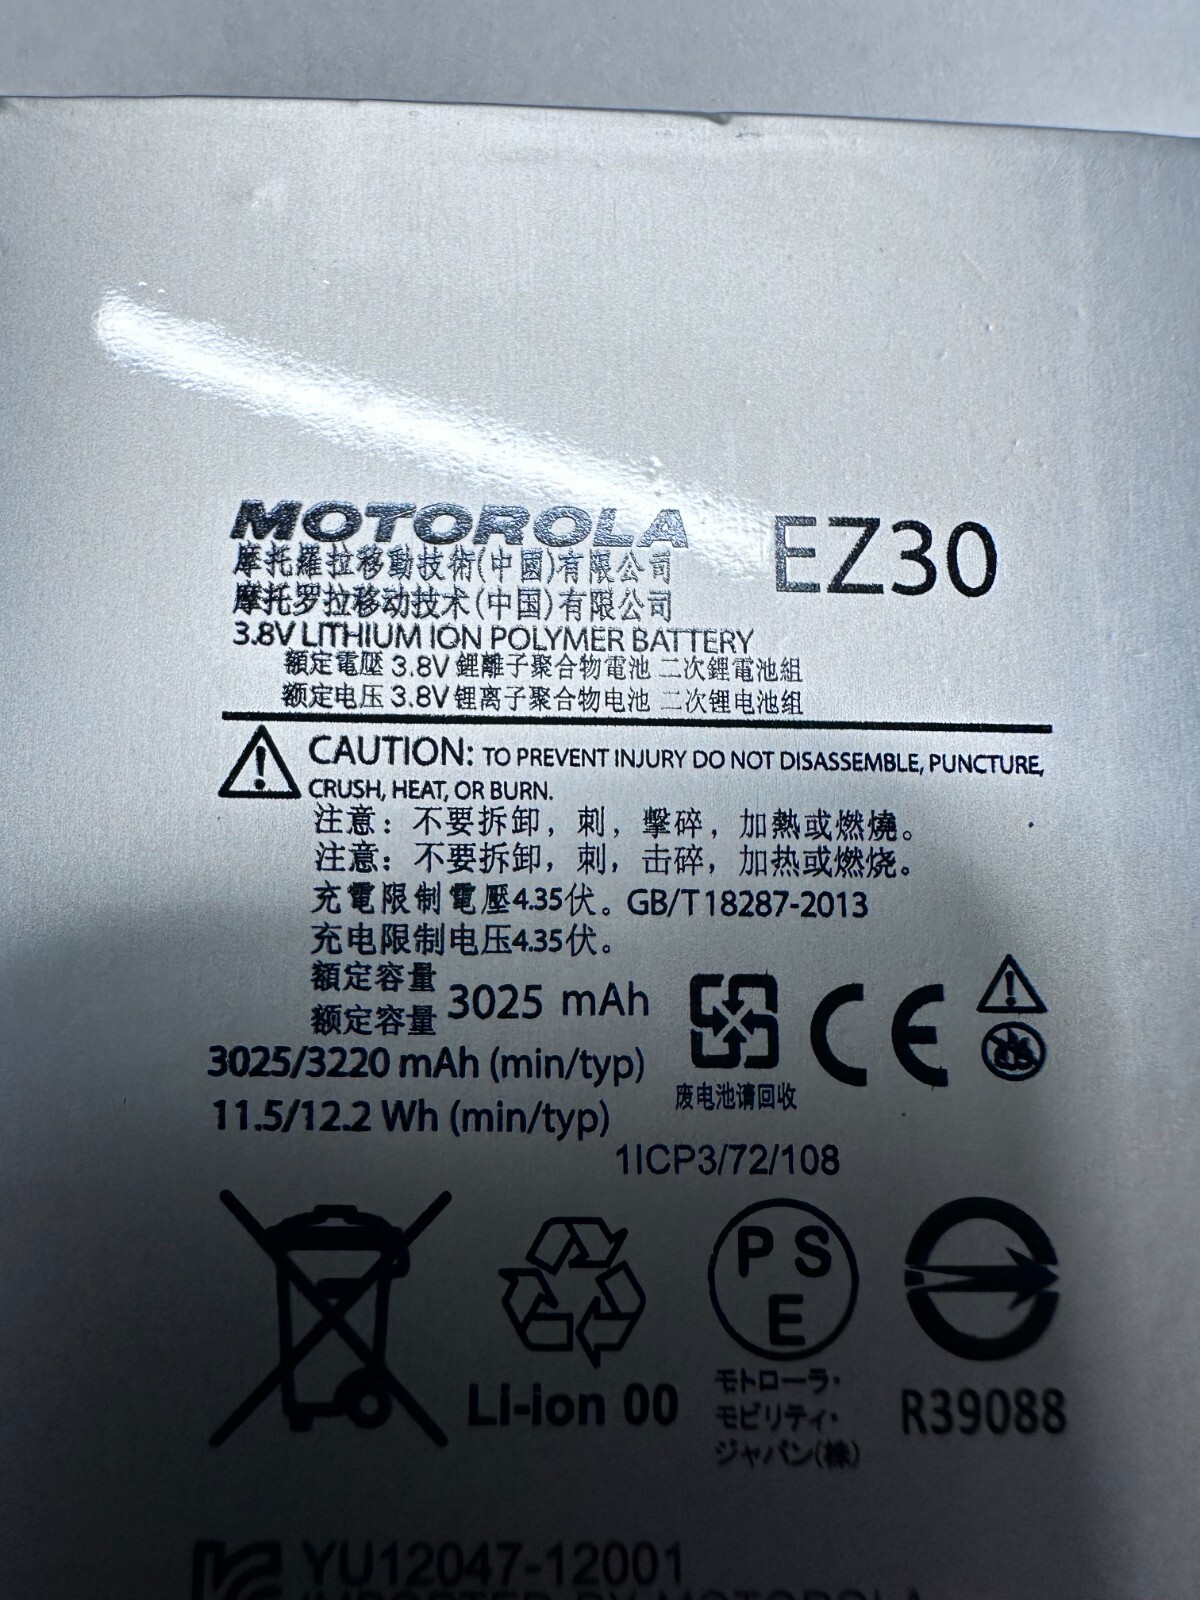 MOTOROLA
EZ30
摩托羅拉移動技術(中國)有限公司
摩托罗拉移动技术(中国)有限公司
3.8V LITHIUM ION POLYMER BATTERY
額定電壓 3.8V 鋰離子聚合物電池 二次鋰電池組
额定电压 3.8V 锂离子聚合物电池 二次锂电池组
CAUTION: TO PREVENT INJURY DO NOT DISASSEMBLE, PUNCTURE,
CRUSH, HEAT, OR BURN.
注意：不要拆卸，刺，擊碎，加熱或燃燒。
注意：不要拆卸，刺，击碎，加热或燃烧。
充電限制電壓4.35伏。GB/T 18287-2013
充电限制电压4.35伏。
額定容量
额定容量 3025 mAh
3025/3220 mAh (min/typ)
11.5/12.2 Wh (min/typ)
废电池请回收
CE
1ICP3/72/108
Li-ion 00
PSE
モトローラ・
モビリティ・
ジャパン(株)
R39088
YU12047-12001
IMPORTED BY MOTOROLA